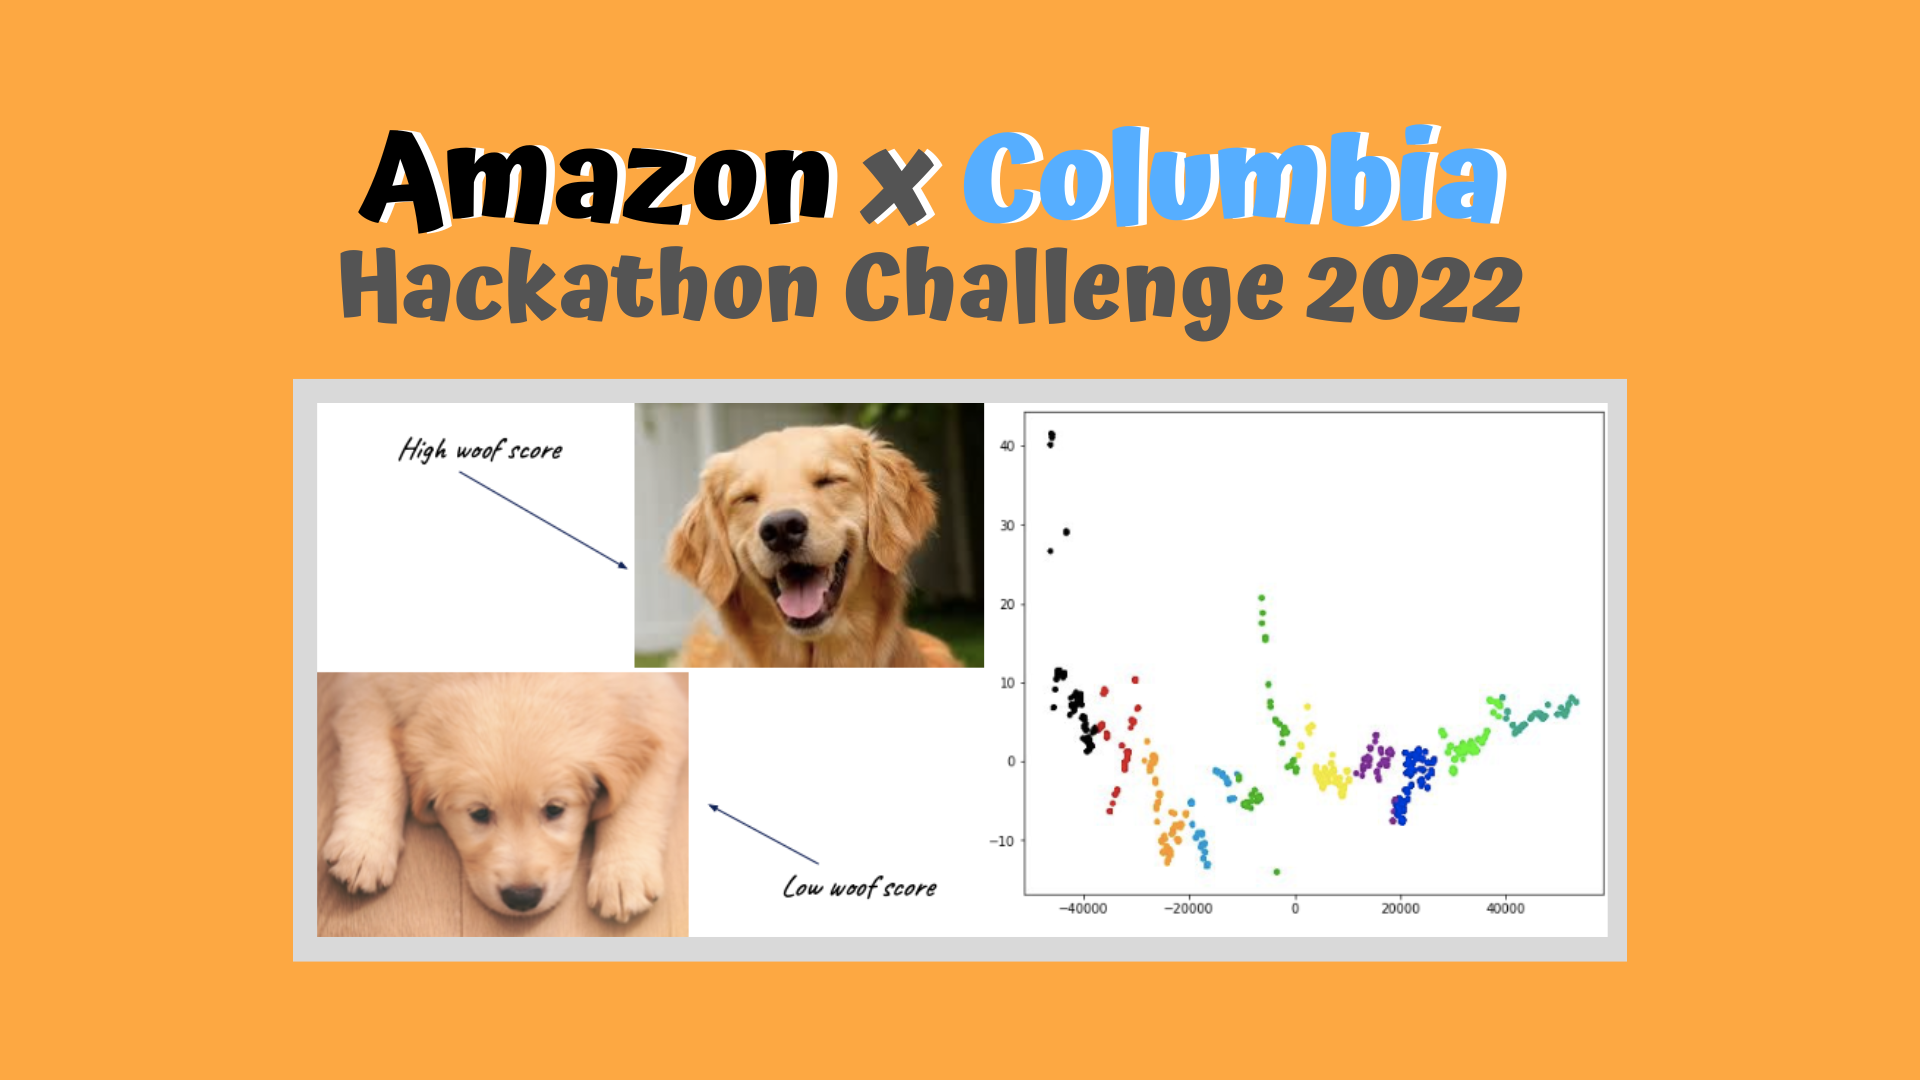 Amazon x Columbia
Hackathon Challenge 2022
High woof score
Low woof score
40
30
20
10
0
−10
−40000 −20000 0 20000 40000